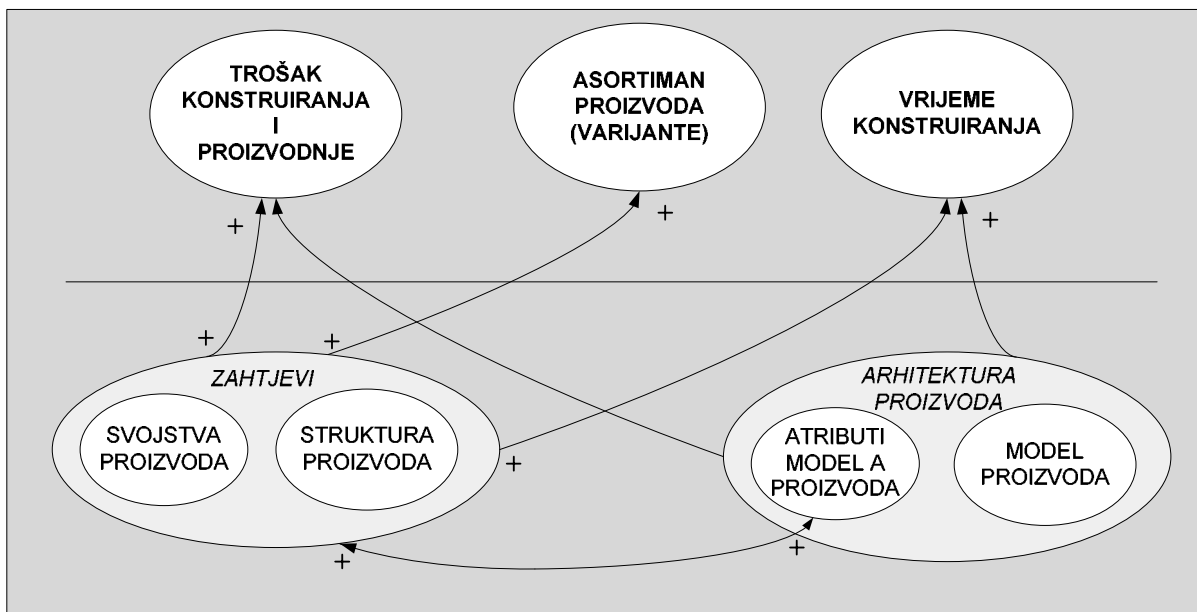 TROŠAK
KONSTRUIRANJA
I
PROIZVODNJE
ASORTIMAN
PROIZVODA
(VARIJANTE)
VRIJEME
KONSTRUIRANJA
+
+
+
+
+
ZAHTJEVI
SVOJSTVA
PROIZVODA
STRUKTURA
PROIZVODA
+
ARHITEKTURA
PROIZVODA
ATRIBUTI
MODEL A
PROIZVODA
MODEL
PROIZVODA
+
+